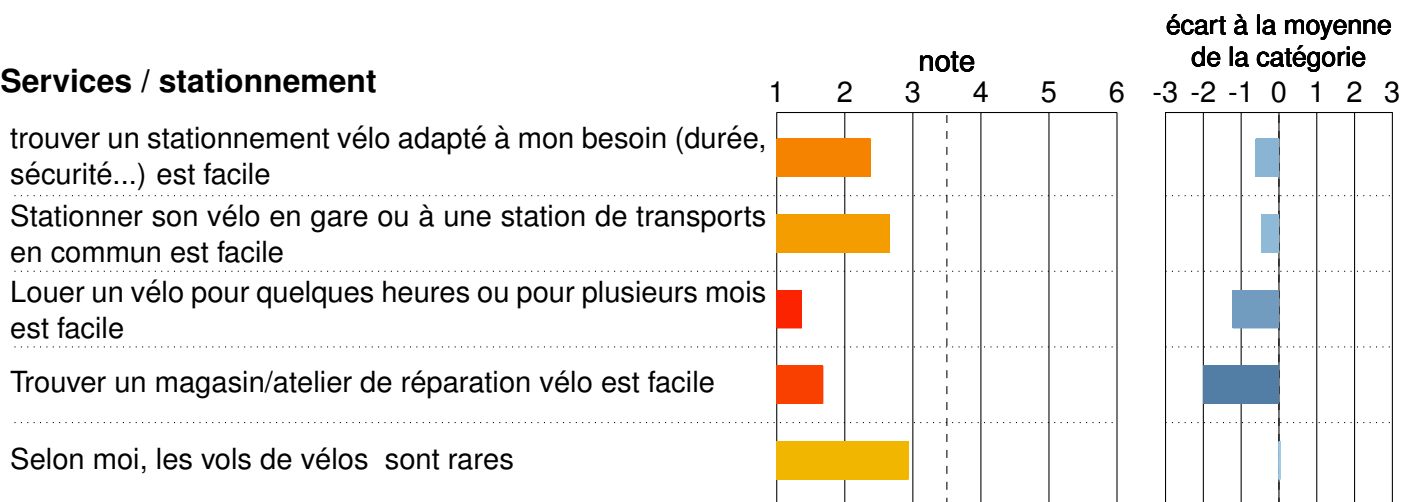 écart à la moyenne
de la catégorie
note
Services / stationnement
1 2 3 4 5 6 -3 -2 -1 0 1 2 3
trouver un stationnement vélo adapté à mon besoin (durée,
sécurité...) est facile
Stationner son vélo en gare ou à une station de transports
en commun est facile
Louer un vélo pour quelques heures ou pour plusieurs mois
est facile
Trouver un magasin/atelier de réparation vélo est facile
Selon moi, les vols de vélos sont rares